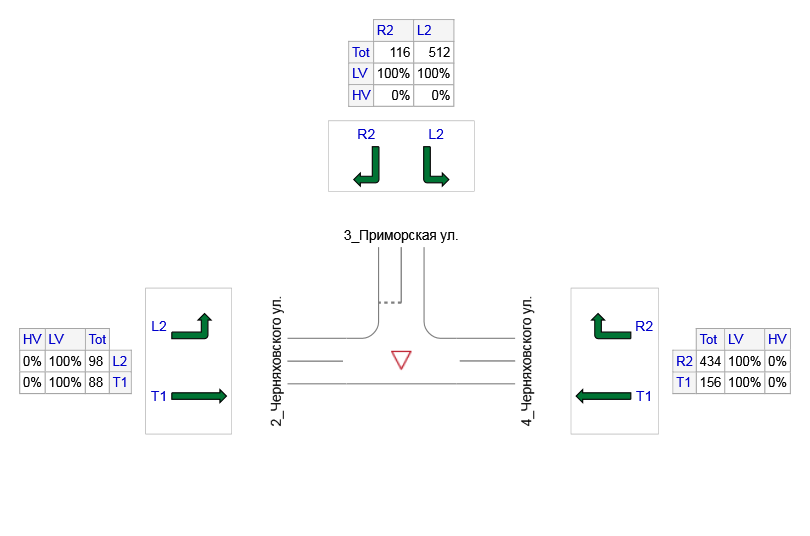 R2 L2
Tot 116 512
LV 100% 100%
HV 0% 0%
R2 L2
3_Приморская ул.
L2
T1
HV LV Tot
0% 100% 98 L2
0% 100% 88 T1
2_Черняховского ул.
4_Черняховского ул.
R2
T1
Tot LV HV
R2 434 100% 0%
T1 156 100% 0%